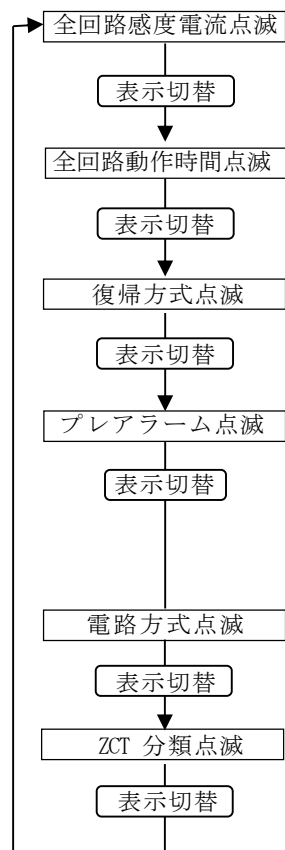 全回路感度電流点滅
表示切替
全回路動作時間点滅
表示切替
復帰方式点滅
表示切替
プレアラーム点滅
表示切替
電路方式点滅
表示切替
ZCT 分類点滅
表示切替